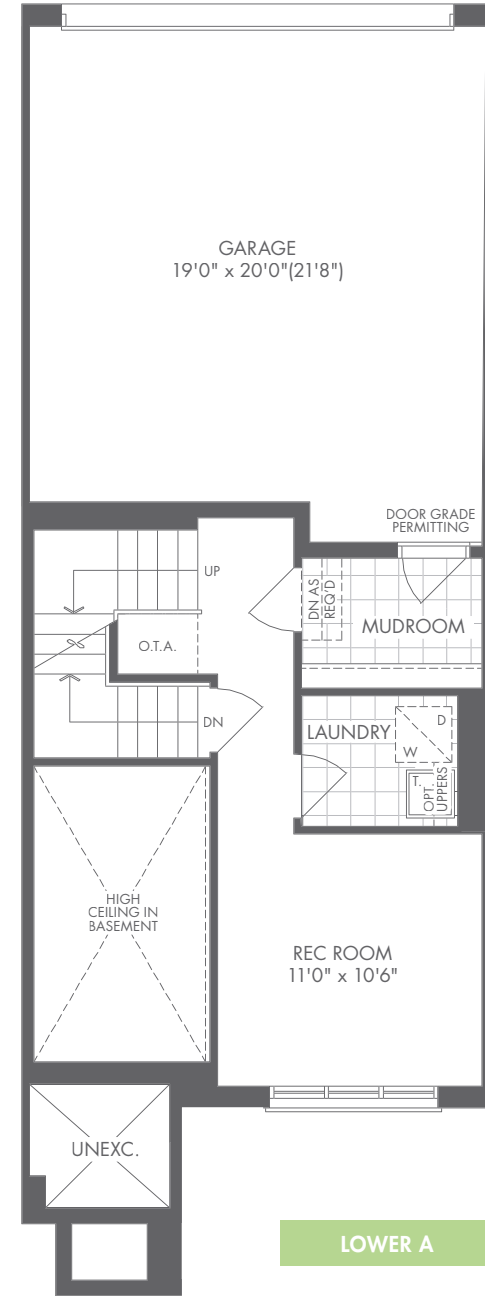 GARAGE
19'0" x 20'0"(21'8")
DOOR GRADE
PERMITTING
UP
DN AS
REQ'D
MUDROOM
O.T.A.
DN
LAUNDRY
D
W
T.
OPT.
UPPERS
HIGH
CEILING IN
BASEMENT
REC ROOM
11'0" x 10'6"
UNEXC.
LOWER A